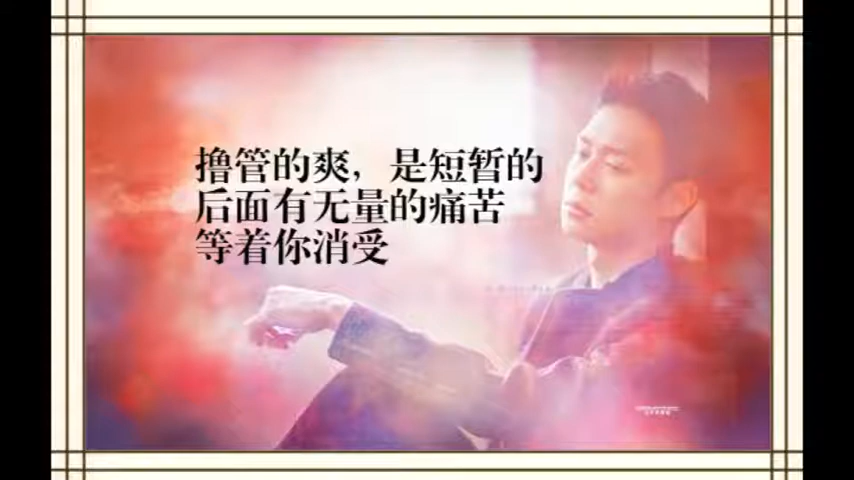 撸管的爽，是短暂的
后面有无量的痛苦
等着你消受